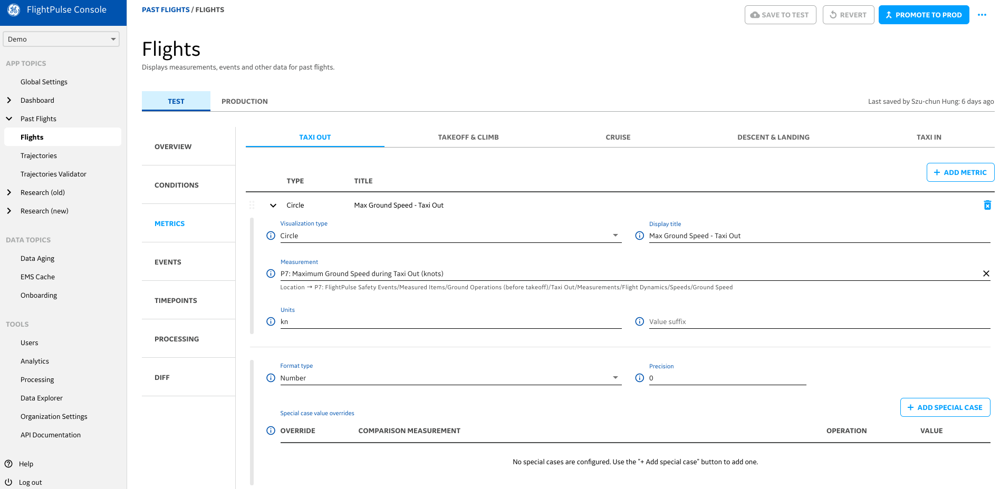 FlightPulse Console
Demo
APP TOPICS
Global Settings
Dashboard
Past Flights
Flights
Trajectories
Trajectories Validator
Research (old)
Research (new)
DATA TOPICS
Data Aging
EMS Cache
Onboarding
TOOLS
Users
Analytics
Processing
Data Explorer
Organization Settings
API Documentation
Help
Log out
PAST FLIGHTS / FLIGHTS
SAVE TO TEST
REVERT
PROMOTE TO PROD
Flights
Displays measurements, events and other data for past flights.
TEST
PRODUCTION
Last saved by Szu-chun Hung: 6 days ago
OVERVIEW
CONDITIONS
METRICS
EVENTS
TIMEPOINTS
PROCESSING
DIFF
TAXI OUT
TAKEOFF & CLIMB
CRUISE
DESCENT & LANDING
TAXI IN
+ ADD METRIC
TYPE
TITLE
Circle
Max Ground Speed - Taxi Out
Visualization type
Circle
Display title
Max Ground Speed - Taxi Out
Measurement
P7: Maximum Ground Speed during Taxi Out (knots)
Location → P7: FlightPulse Safety Events/Measured Items/Ground Operations (before takeoff)/Taxi Out/Measurements/Flight Dynamics/Speeds/Ground Speed
Units
kn
Value suffix
Format type
Number
Precision
0
+ ADD SPECIAL CASE
Special case value overrides
OVERRIDE
COMPARISON MEASUREMENT
OPERATION
VALUE
No special cases are configured. Use the "+ Add special case" button to add one.